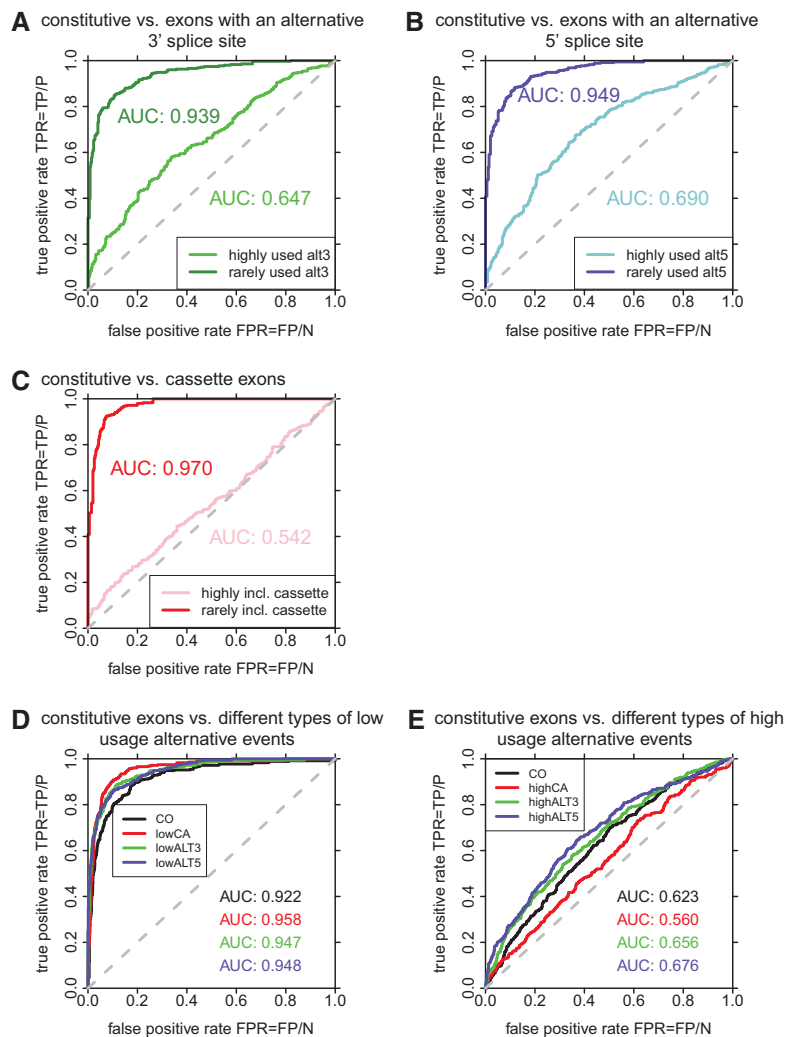 A constitutive vs. exons with an alternative
3' splice site
true positive rate TPR=TP/P
0.0 0.2 0.4 0.6 0.8 1.0
AUC: 0.939
AUC: 0.647
highly used alt3
rarely used alt3
0.0 0.2 0.4 0.6 0.8 1.0
false positive rate FPR=FP/N
B constitutive vs. exons with an alternative
5' splice site
true positive rate TPR=TP/P
0.0 0.2 0.4 0.6 0.8 1.0
AUC: 0.949
AUC: 0.690
highly used alt5
rarely used alt5
0.0 0.2 0.4 0.6 0.8 1.0
false positive rate FPR=FP/N
C constitutive vs. cassette exons
true positive rate TPR=TP/P
0.0 0.2 0.4 0.6 0.8 1.0
AUC: 0.970
AUC: 0.542
highly incl. cassette
rarely incl. cassette
0.0 0.2 0.4 0.6 0.8 1.0
false positive rate FPR=FP/N
D constitutive exons vs. different types of low
usage alternative events
true positive rate TPR=TP/P
0.0 0.2 0.4 0.6 0.8 1.0
CO
lowCA
lowALT3
lowALT5
AUC: 0.922
AUC: 0.958
AUC: 0.947
AUC: 0.948
0.0 0.2 0.4 0.6 0.8 1.0
false positive rate FPR=FP/N
E constitutive exons vs. different types of high
usage alternative events
true positive rate TPR=TP/P
0.0 0.2 0.4 0.6 0.8 1.0
CO
highCA
highALT3
highALT5
AUC: 0.623
AUC: 0.560
AUC: 0.656
AUC: 0.676
0.0 0.2 0.4 0.6 0.8 1.0
false positive rate FPR=FP/N